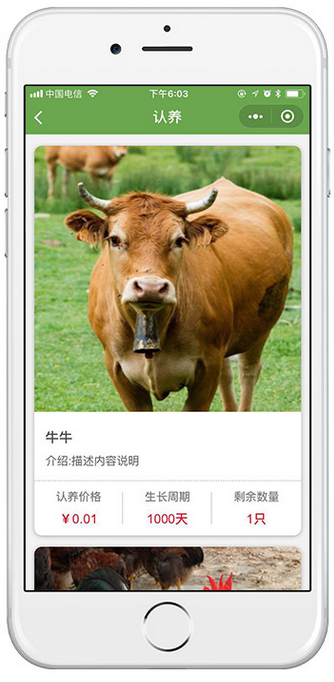 中国电信 下午6:03
认养
牛牛
介绍:描述内容说明
认养价格 生长周期 剩余数量
￥0.01 1000天 1只